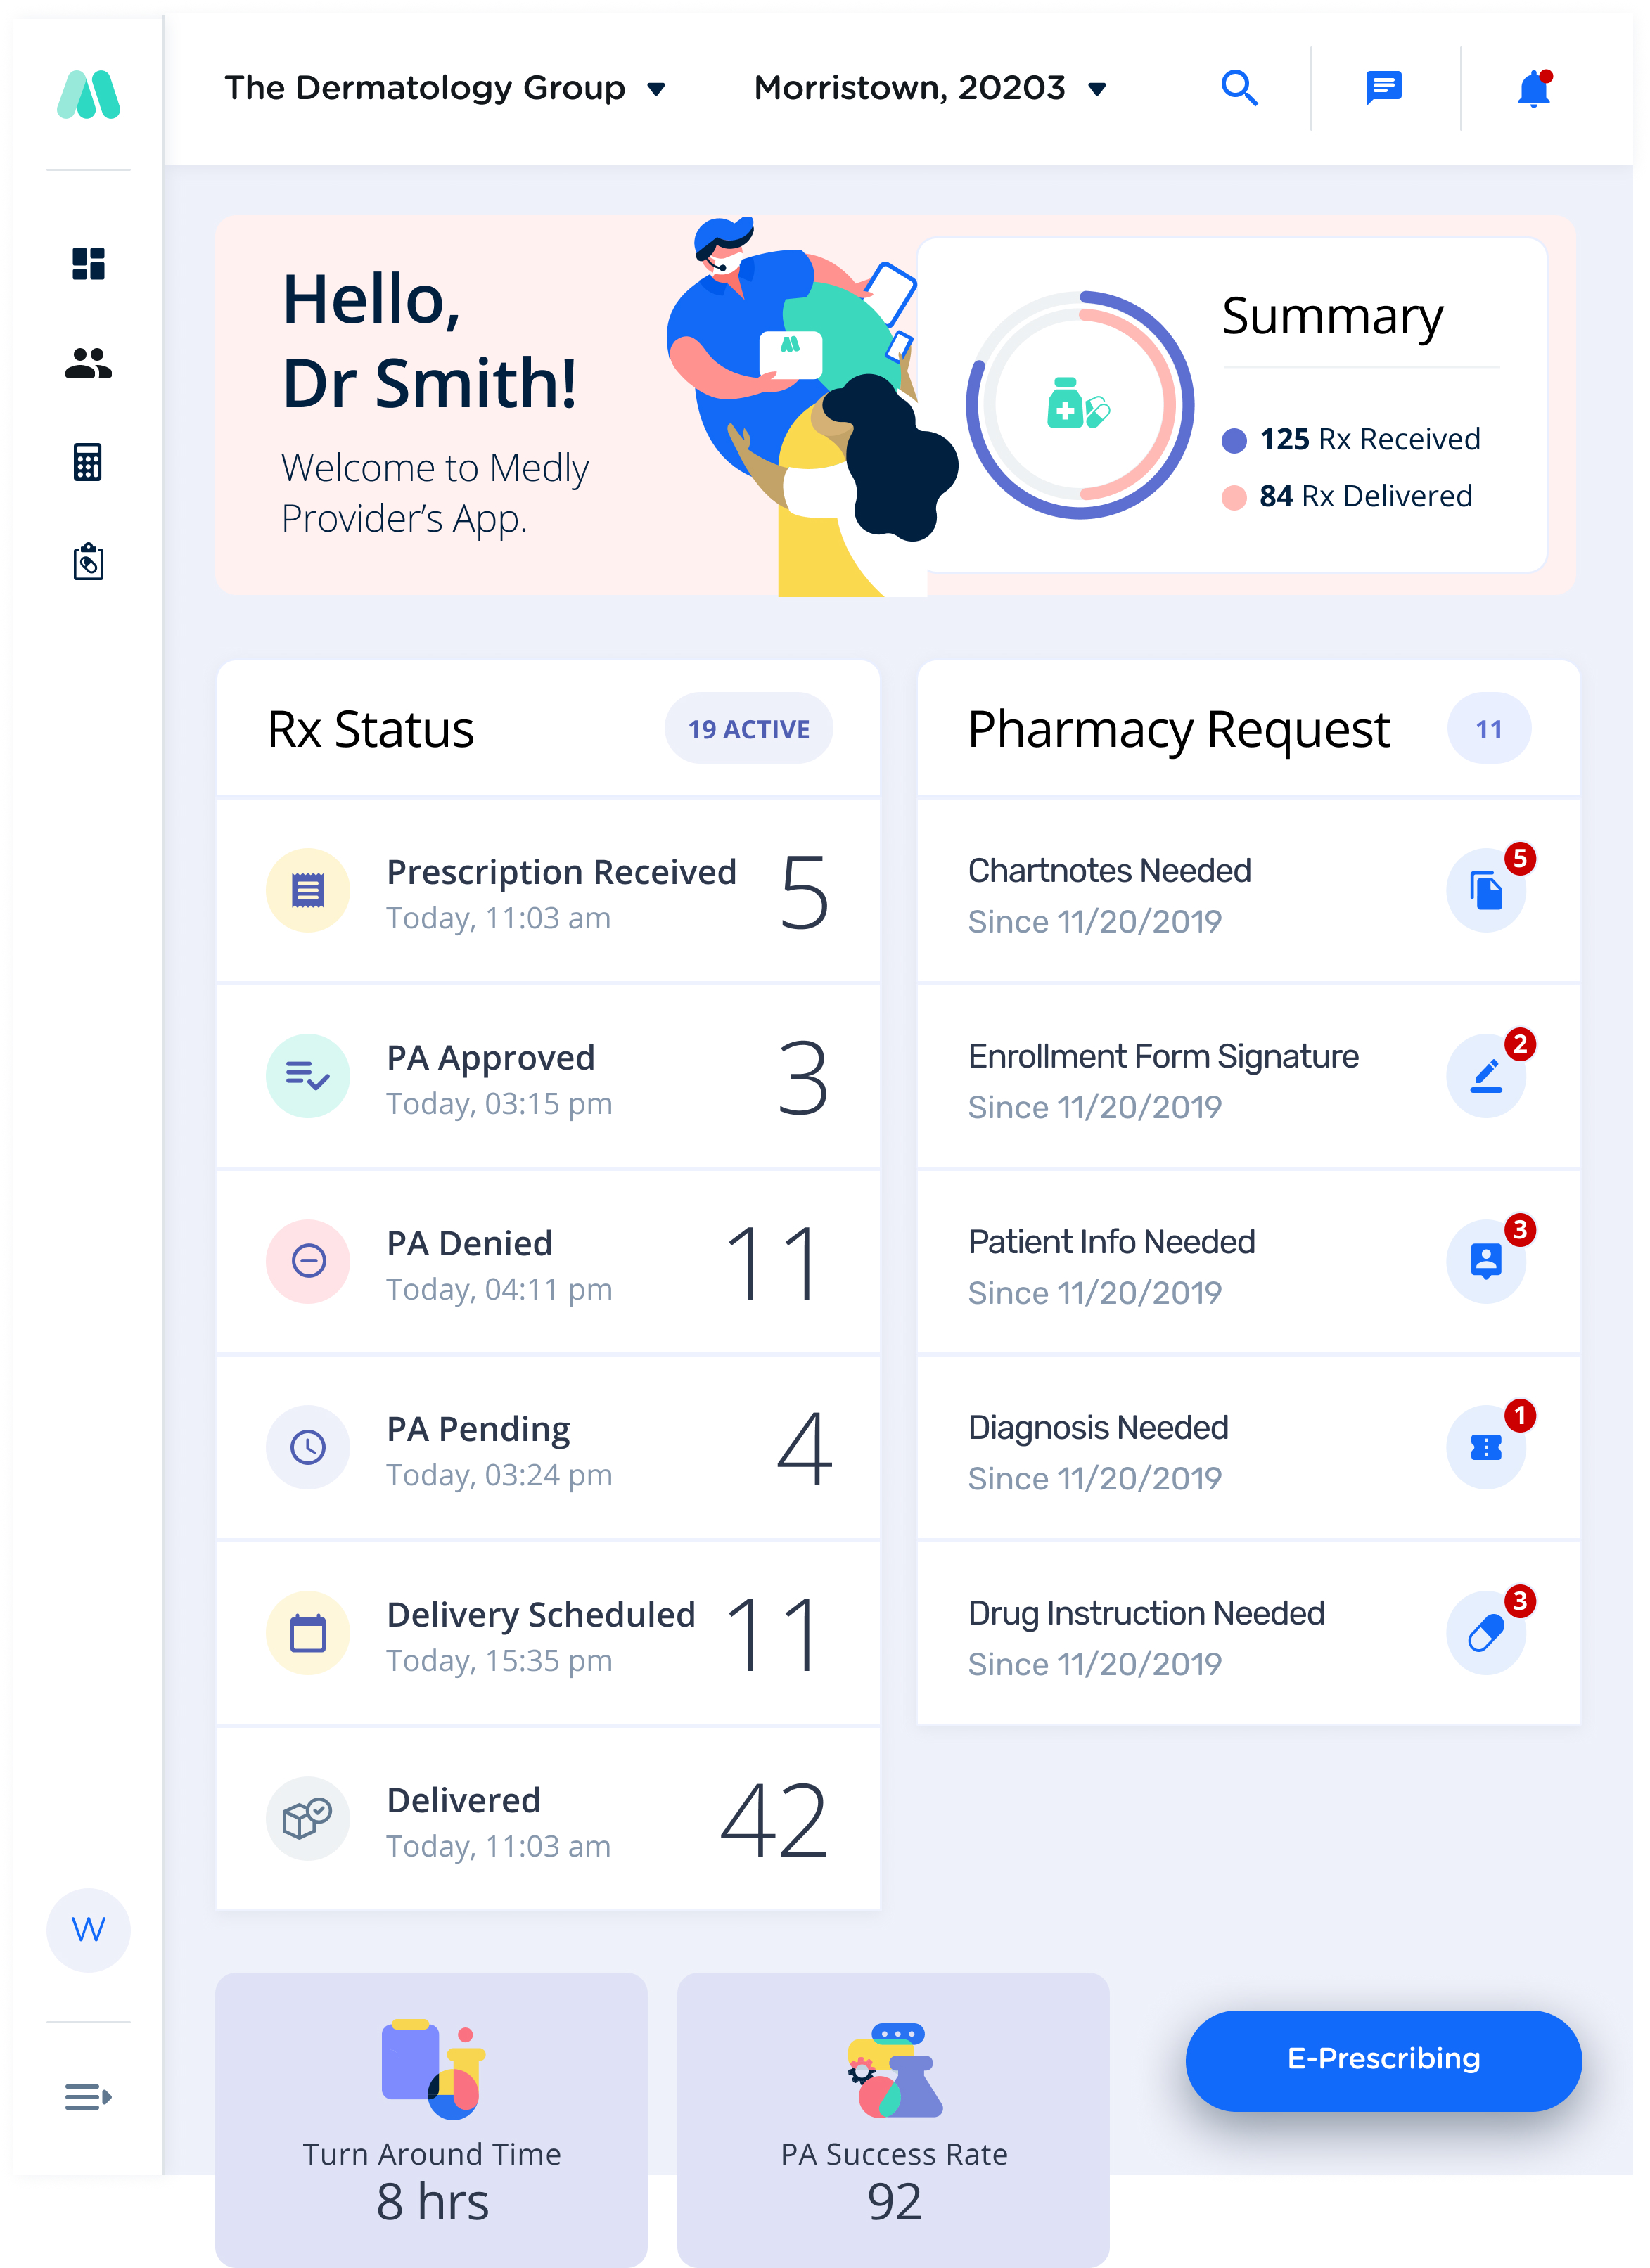 The Dermatology Group
Morristown, 20203
Hello,
Dr Smith!
Welcome to Medly
Provider’s App.
Summary
125 Rx Received
84 Rx Delivered
Rx Status
19 ACTIVE
Prescription Received
Today, 11:03 am
5
PA Approved
Today, 03:15 pm
3
PA Denied
Today, 04:11 pm
11
PA Pending
Today, 03:24 pm
4
Delivery Scheduled
Today, 15:35 pm
11
Delivered
Today, 11:03 am
42
Pharmacy Request
11
Chartnotes Needed
Since 11/20/2019
5
Enrollment Form Signature
Since 11/20/2019
2
Patient Info Needed
Since 11/20/2019
3
Diagnosis Needed
Since 11/20/2019
1
Drug Instruction Needed
Since 11/20/2019
3
W
Turn Around Time
8 hrs
PA Success Rate
92
E-Prescribing